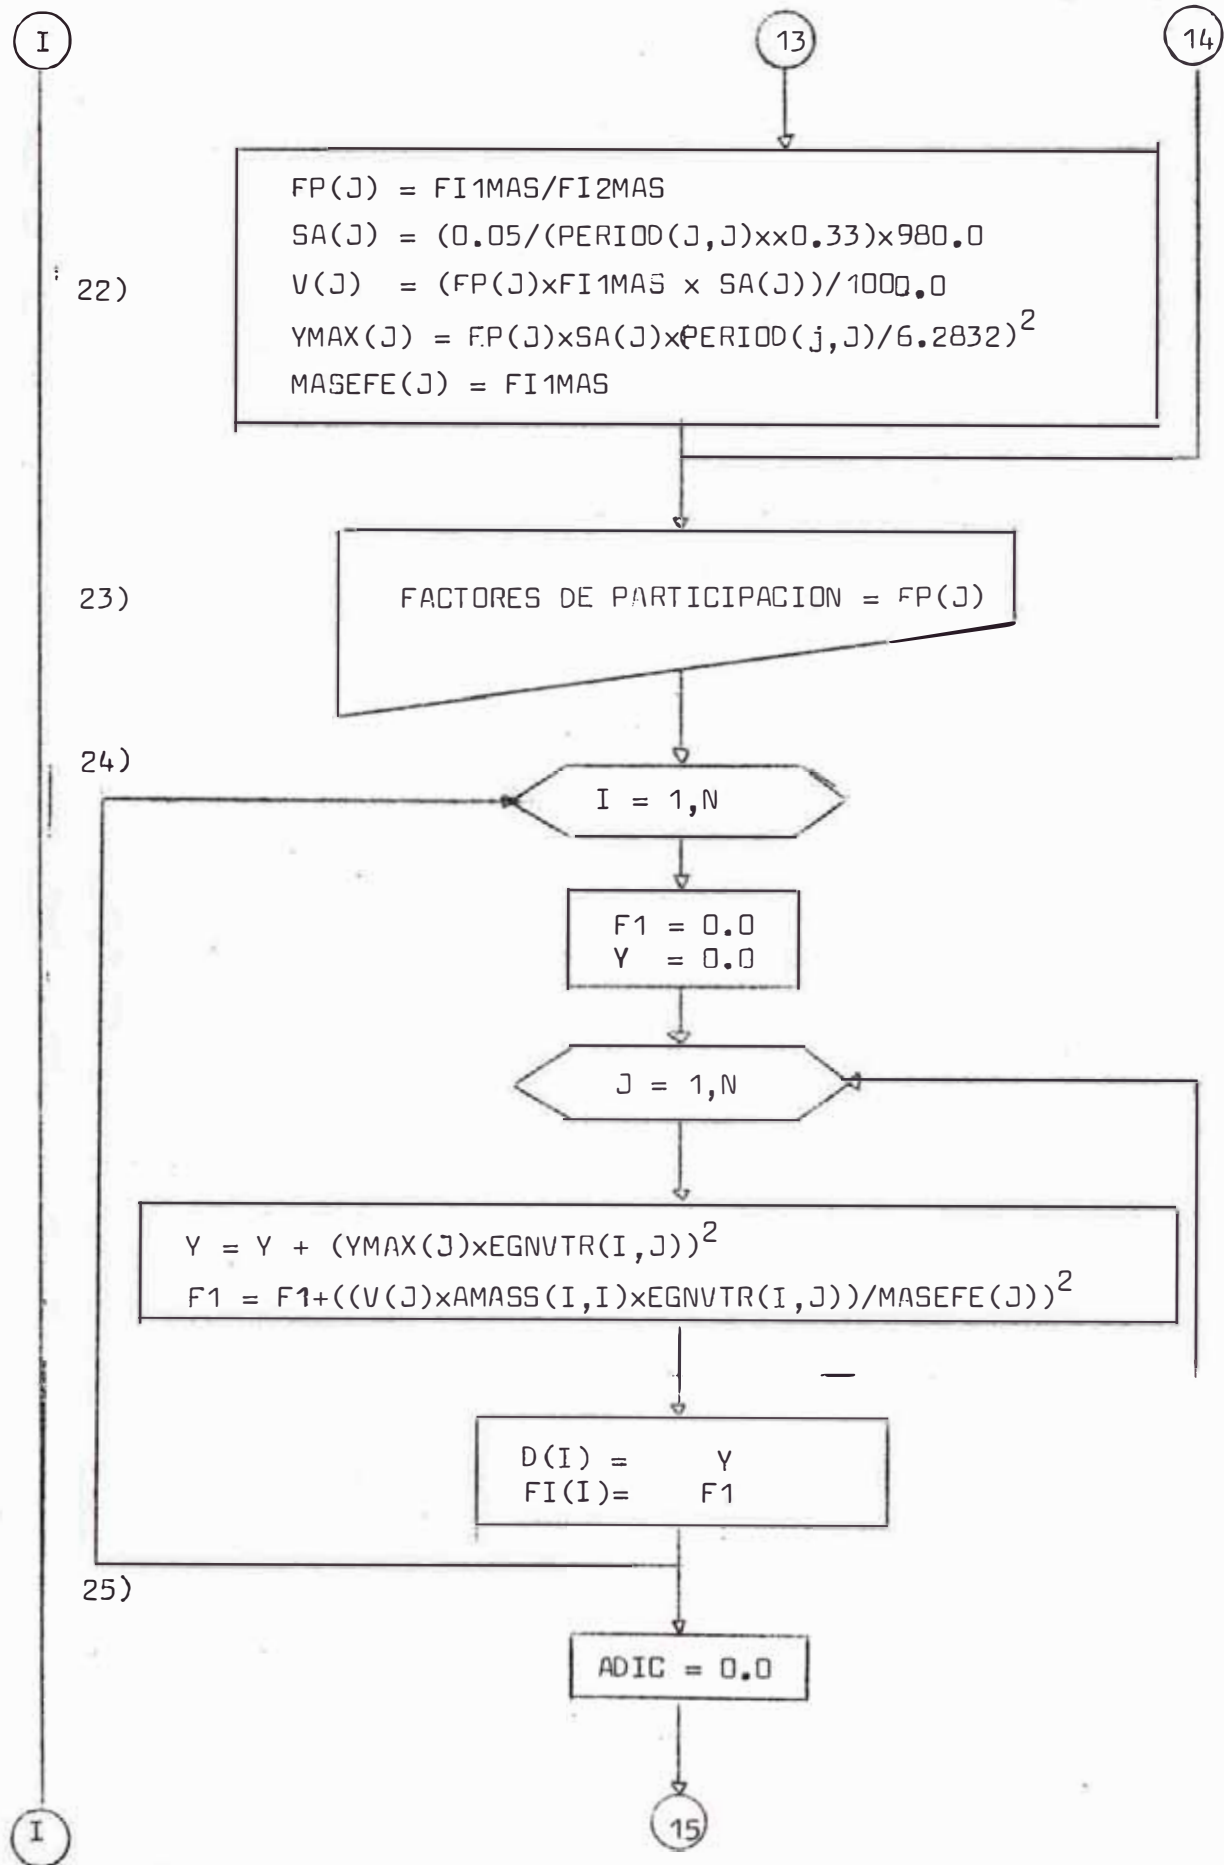 I
13
14
FP(J) = FI1MAS/FI2MAS
SA(J) = (0.05/(PERIOD(J,J)xx0.33)x980.0
22)
V(J) = (FP(J)xFI1MAS x SA(J))/1000.0
YMAX(J) = FP(J)xSA(J)xPERIOD(j,J)/6.2832)²
MASEFE(J) = FI1MAS
23)
FACTORES DE PARTICIPACION = FP(J)
24)
I = 1,N
F1 = 0.0
Y = 0.0
J = 1,N
Y = Y + (YMAX(J)xEGNVTR(I,J))²
F1 = F1+((V(J)xAMASS(I,I)xEGNVTR(I,J))/MASEFE(J))²
D(I) = Y
FI(I)= F1
25)
ADIC = 0.0
I
15